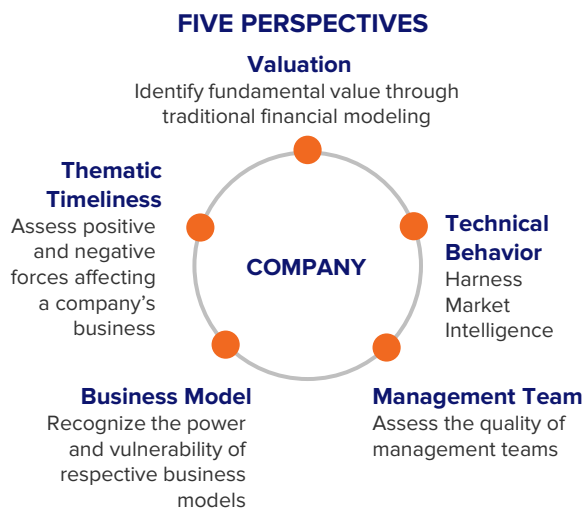 FIVE PERSPECTIVES
Valuation
Identify fundamental value through
traditional financial modeling
Thematic
Timeliness
Assess positive
and negative
forces affecting
a company's
business
COMPANY
Technical
Behavior
Harness
Market
Intelligence
Business Model
Recognize the power
and vulnerability of
respective business
models
Management Team
Assess the quality of
management teams